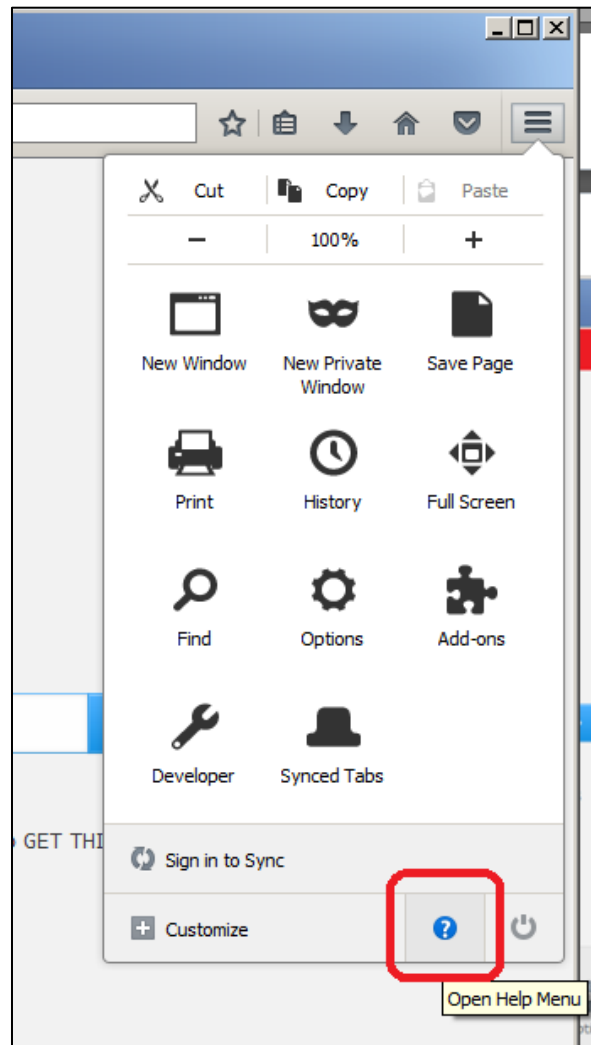 Cut Copy Paste
100%
New Window New Private Window Save Page
Print History Full Screen
Find Options Add-ons
Developer Synced Tabs
GET THI
Sign in to Sync
Customize
Open Help Menu